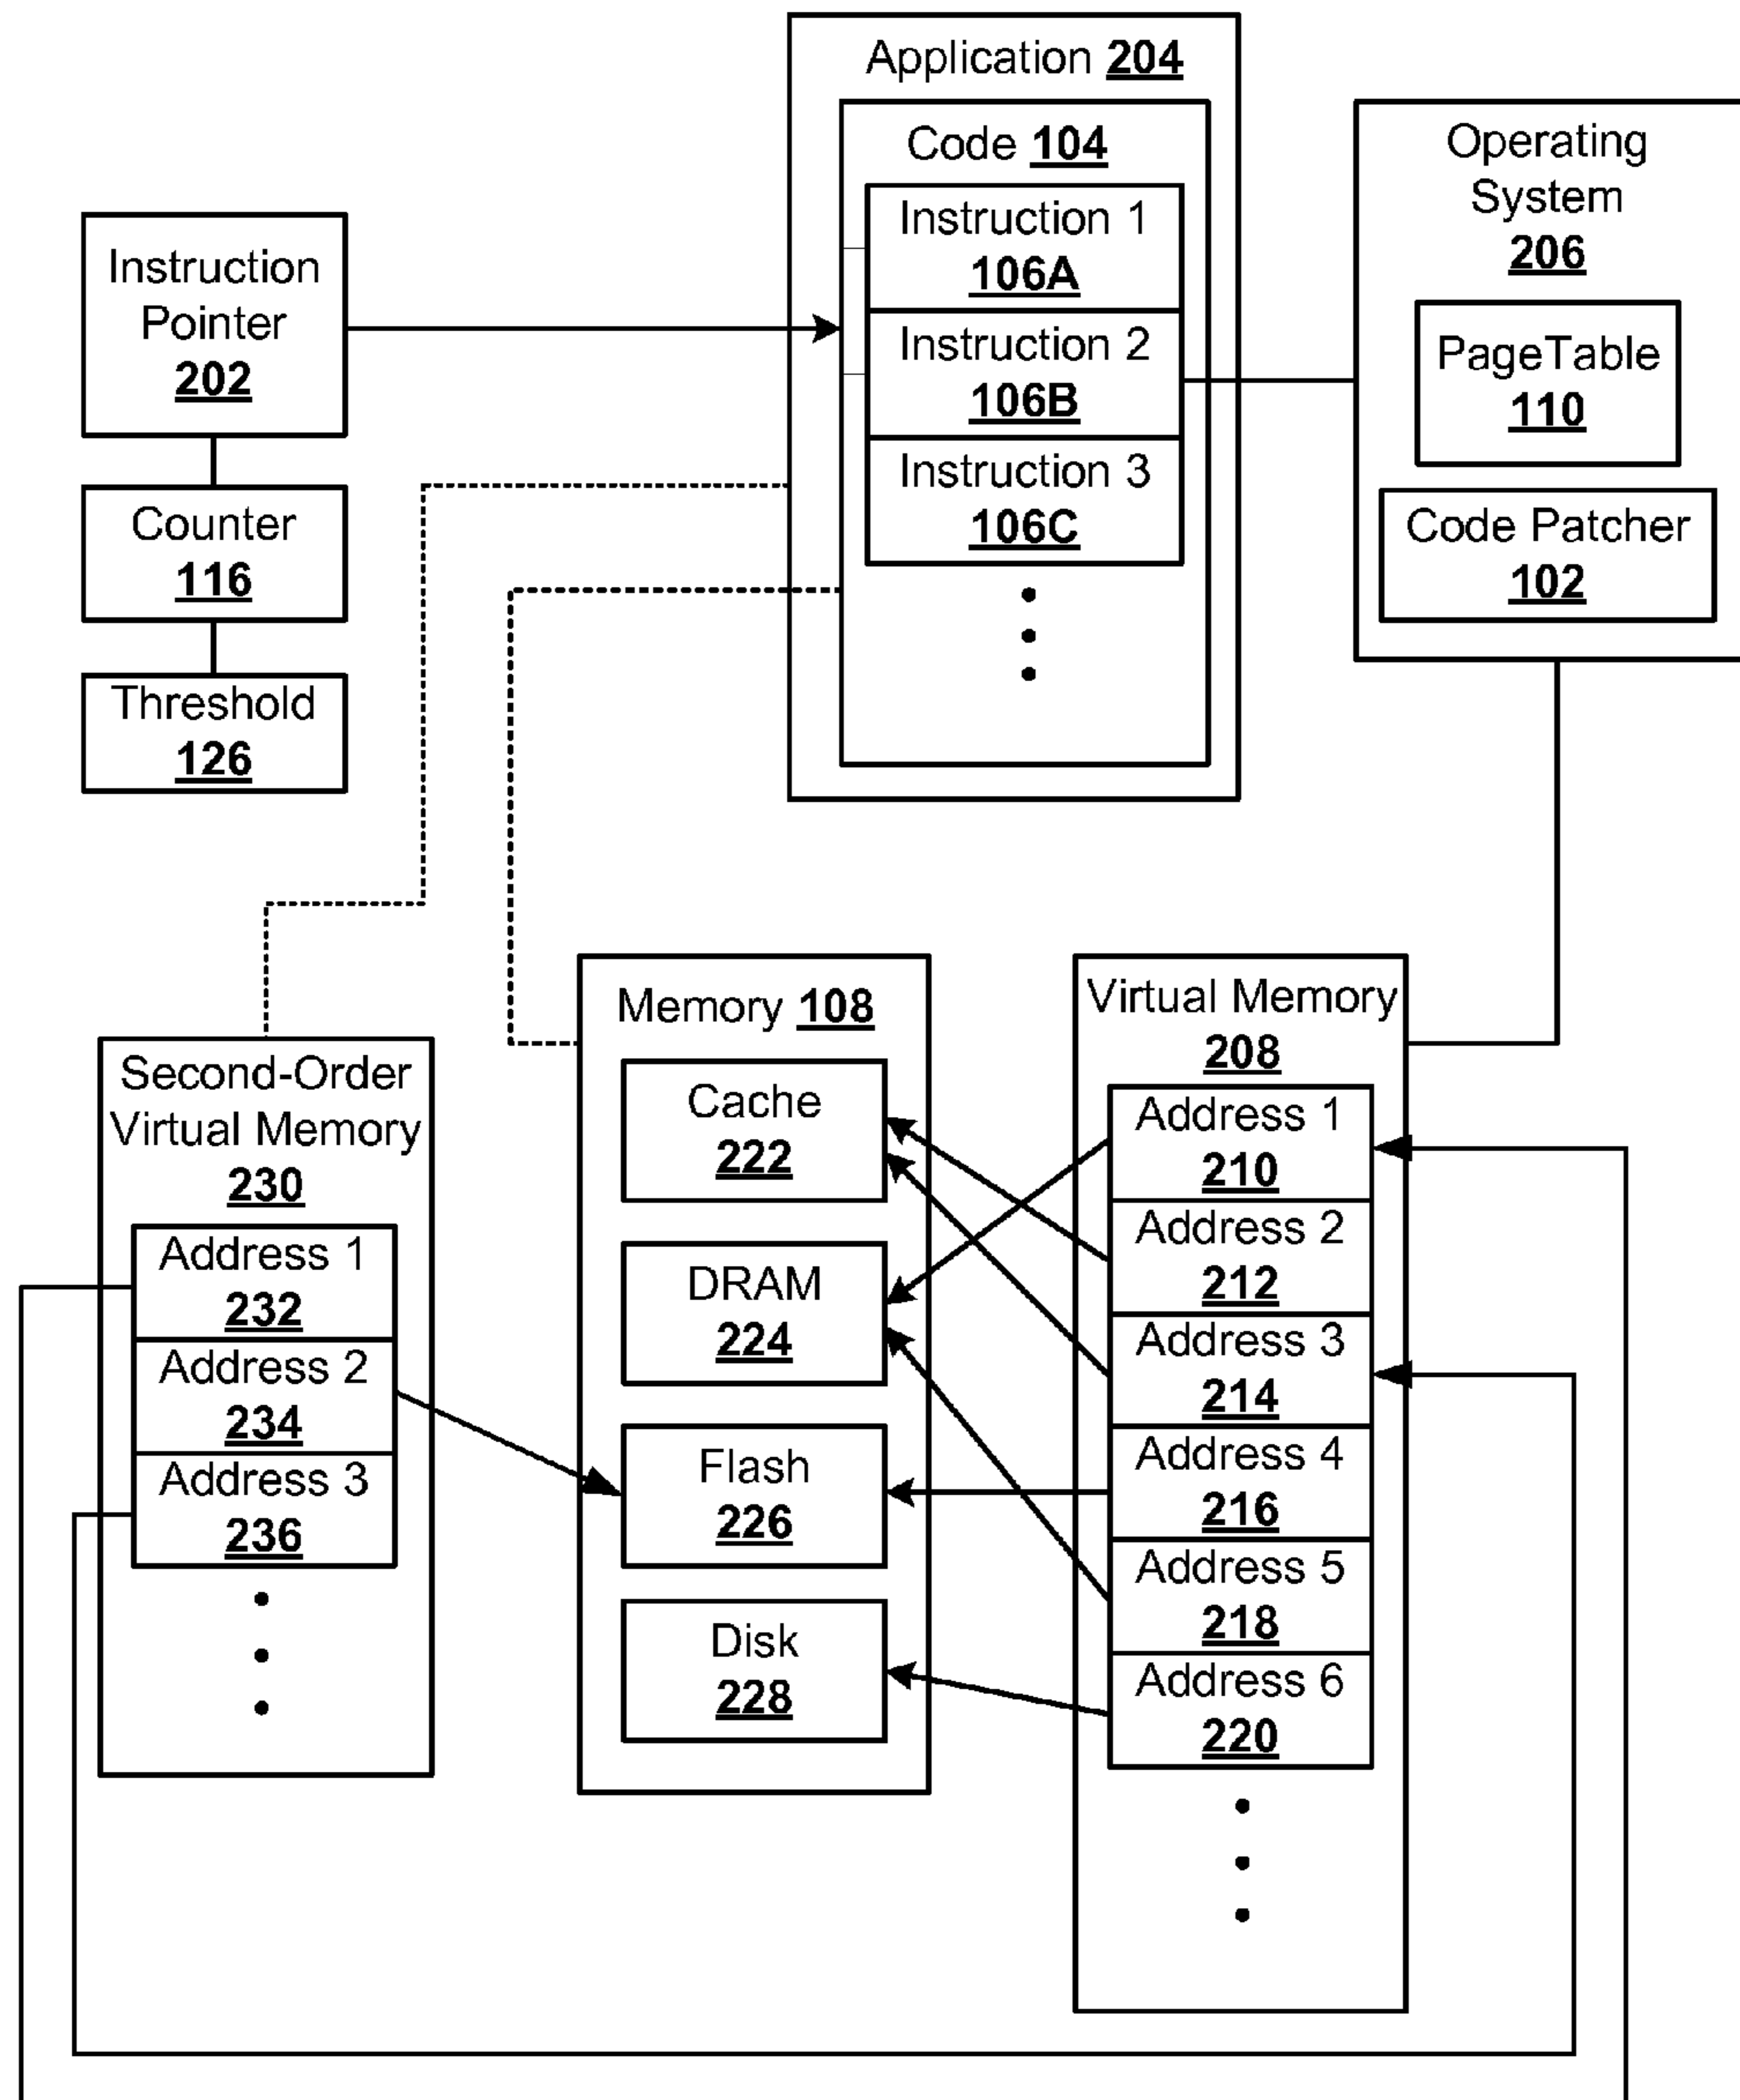 Application 204
Code 104
Instruction 1
106A
Instruction 2
106B
Instruction 3
106C
Operating
System
206
PageTable
110
Code Patcher
102
Instruction
Pointer
202
Counter
116
Threshold
126
Second-Order
Virtual Memory
230
Address 1
232
Address 2
234
Address 3
236
Memory 108
Cache
222
DRAM
224
Flash
226
Disk
228
Virtual Memory
208
Address 1
210
Address 2
212
Address 3
214
Address 4
216
Address 5
218
Address 6
220